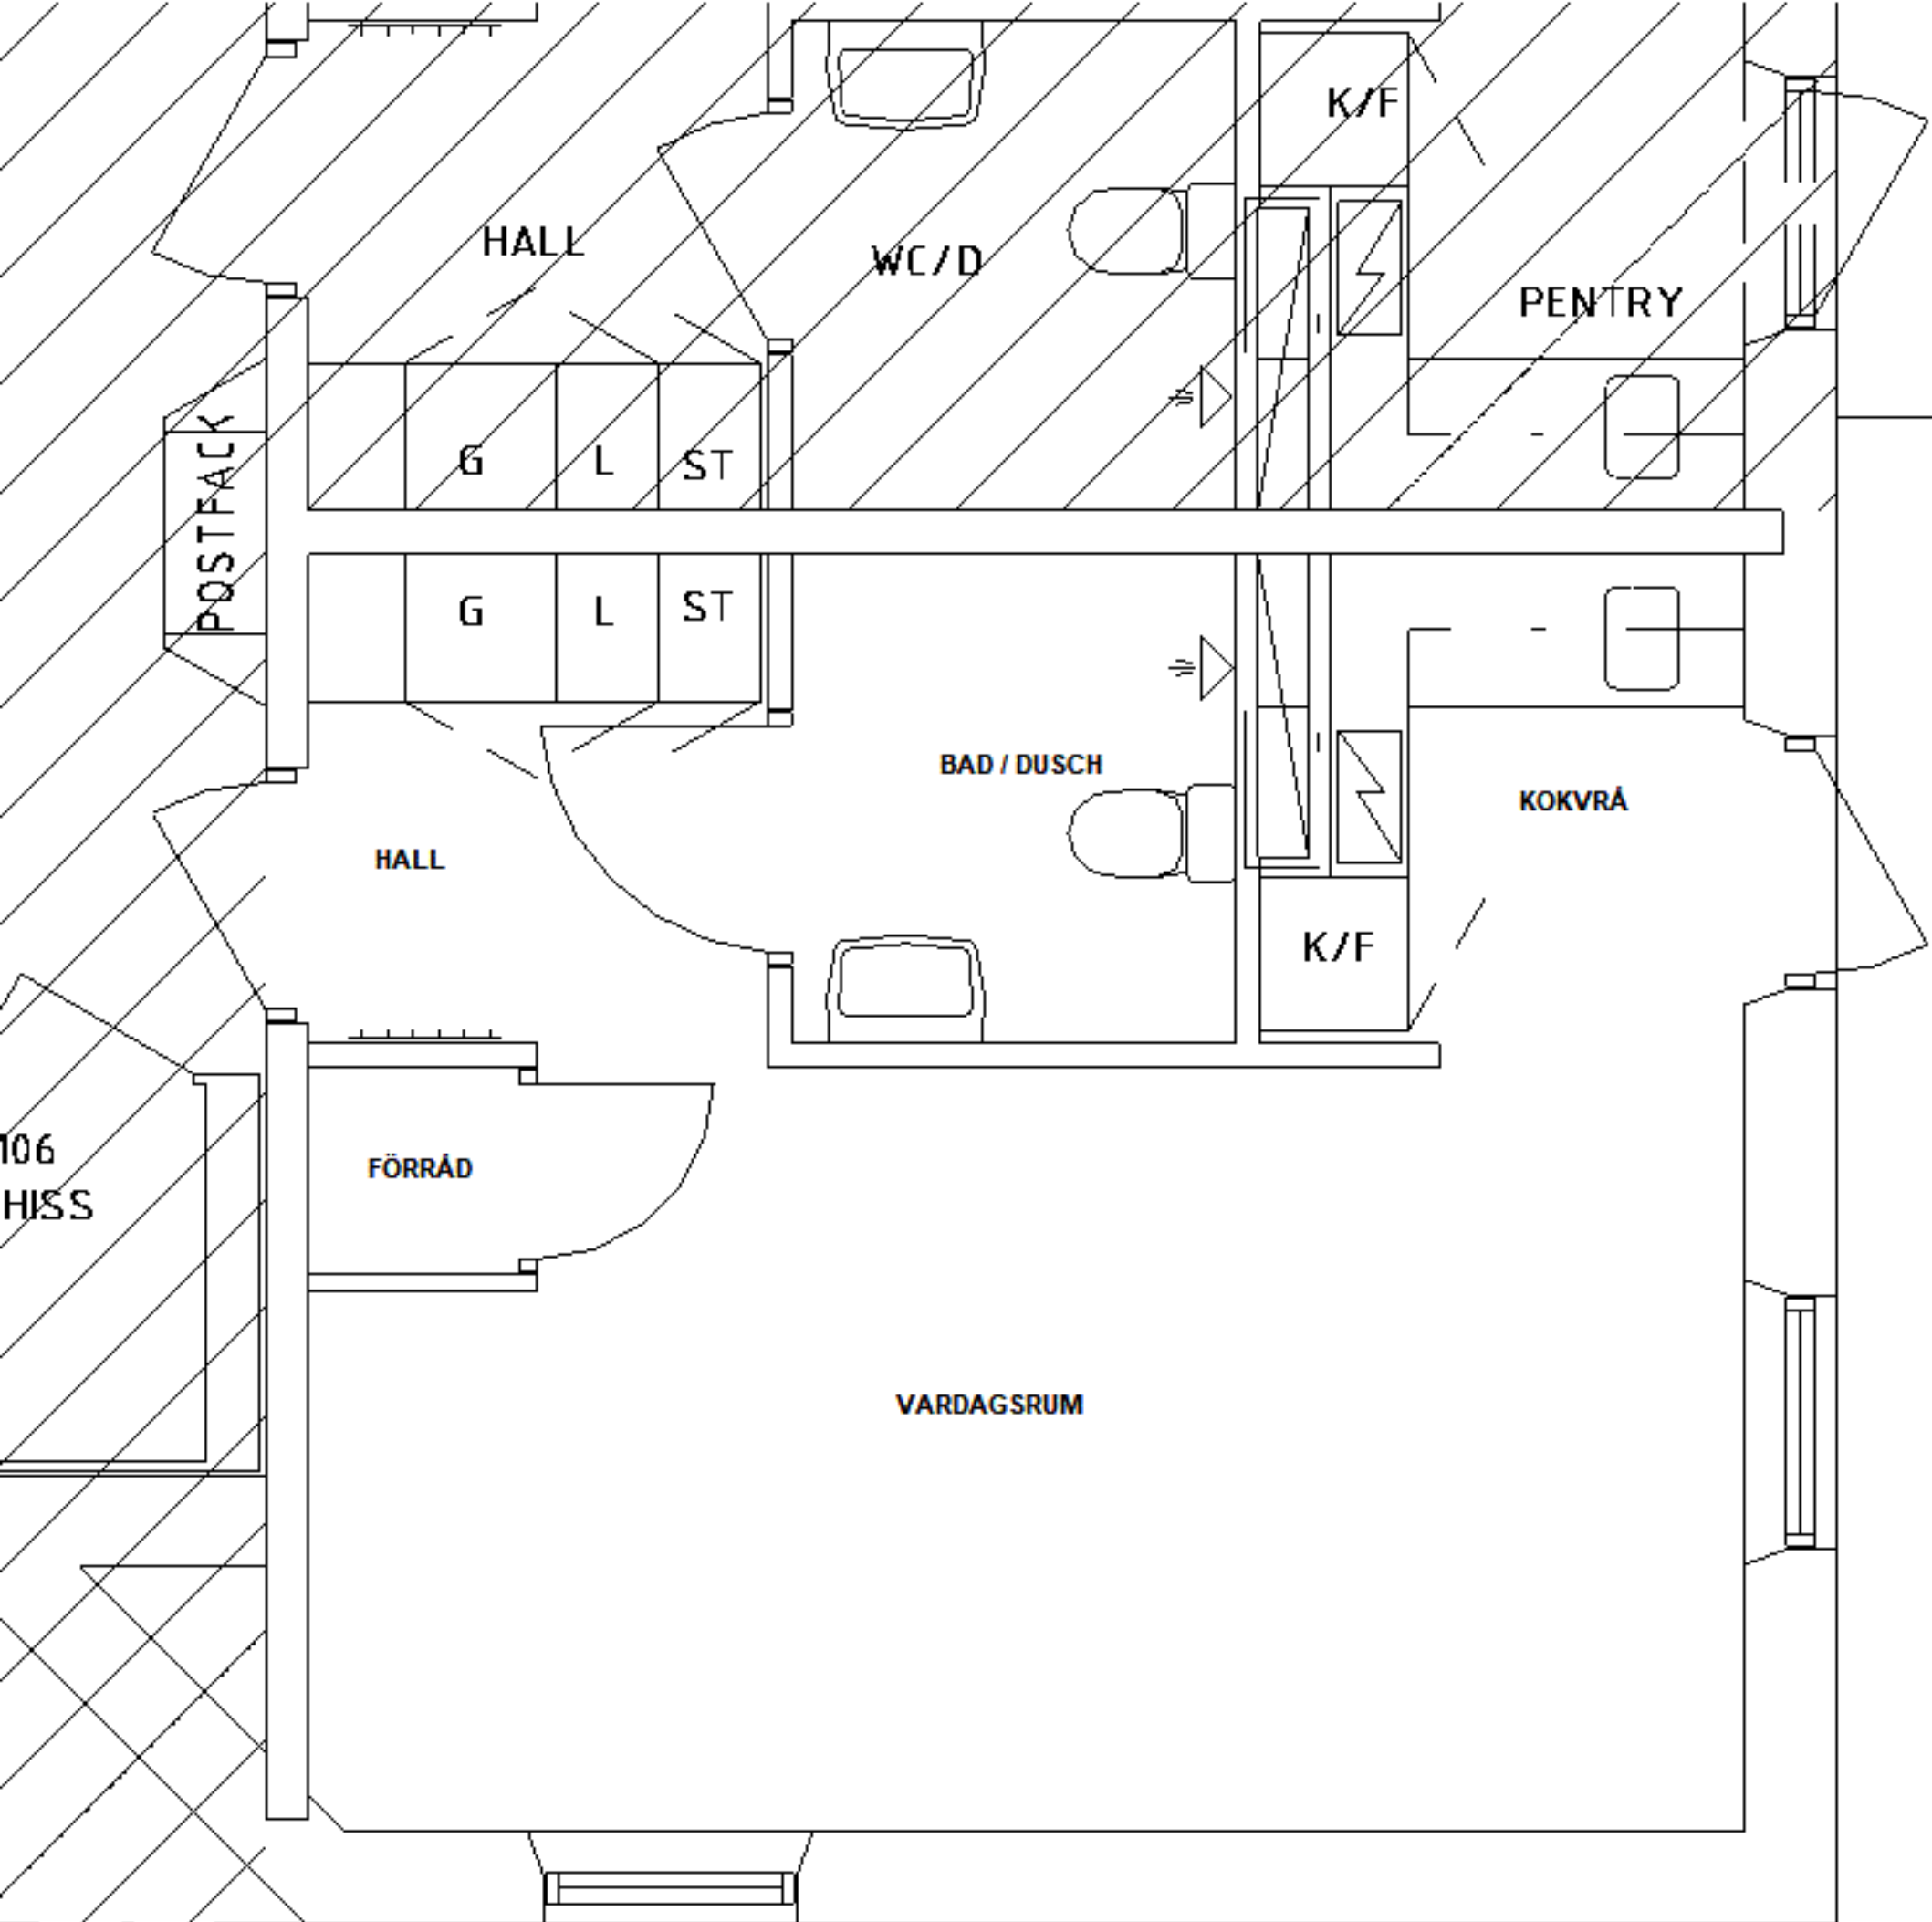 K/F
HALL
WC/D
PENTRY
POSTFACK
G L ST
G L ST
BAD / DUSCH
KOKVRÅ
HALL
K/F
106
HISS
FÖRRÅD
VARDAGSRUM